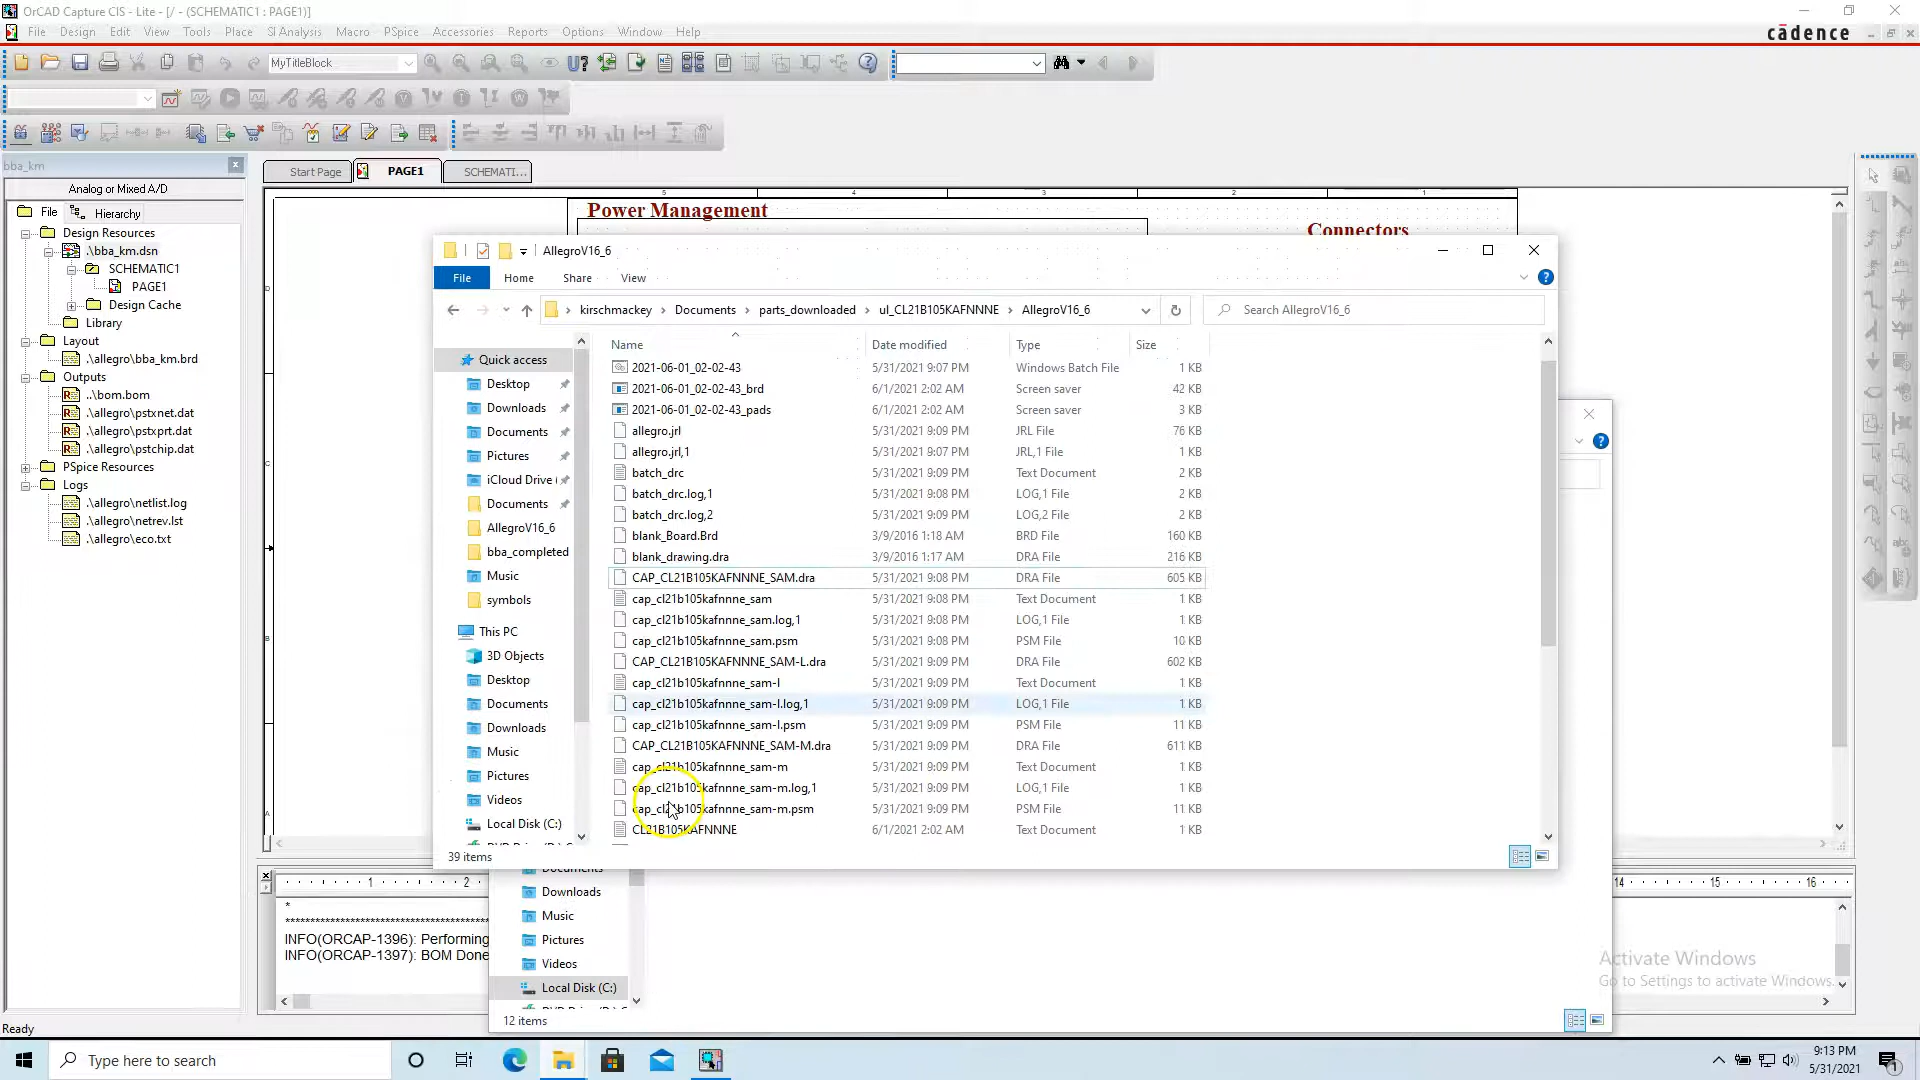 OrCAD Capture CIS - Lite - [/ - (SCHEMATIC1 : PAGE1)]
File Design Edit View Tools Place SI Analysis Macro PSpice Accessories Reports Options Window Help
cādence
MyTitleBlock
bba_km
Start Page PAGE1 SCHEMATI...
Analog or Mixed A/D
File Hierarchy
Design Resources
.\bba_km.dsn
SCHEMATIC1
PAGE1
Design Cache
Library
Layout
.\allegro\bba_km.brd
Outputs
..\bom.bom
.\allegro\pstxnet.dat
.\allegro\pstxprt.dat
.\allegro\pstchip.dat
PSpice Resources
Logs
.\allegro\netlist.log
.\allegro\netrev.lst
.\allegro\eco.txt
5 4 3 2 1
Power Management
Connectors
D
C
B
A
AllegroV16_6
File Home Share View
kirschmackey > Documents > parts_downloaded > ul_CL21B105KAFNNNE > AllegroV16_6
Search AllegroV16_6
Quick access
Desktop
Downloads
Documents
Pictures
iCloud Drive
Documents
AllegroV16_6
bba_completed
Music
symbols
This PC
3D Objects
Desktop
Documents
Downloads
Music
Pictures
Videos
Local Disk (C:)
Name Date modified Type Size
2021-06-01_02-02-43 5/31/2021 9:07 PM Windows Batch File 1 KB
2021-06-01_02-02-43_brd 6/1/2021 2:02 AM Screen saver 42 KB
2021-06-01_02-02-43_pads 6/1/2021 2:02 AM Screen saver 3 KB
allegro.jrl 5/31/2021 9:09 PM JRL File 76 KB
allegro.jrl,1 5/31/2021 9:07 PM JRL,1 File 1 KB
batch_drc 5/31/2021 9:09 PM Text Document 2 KB
batch_drc.log,1 5/31/2021 9:08 PM LOG,1 File 2 KB
batch_drc.log,2 5/31/2021 9:09 PM LOG,2 File 2 KB
blank_Board.Brd 3/9/2016 1:18 AM BRD File 160 KB
blank_drawing.dra 3/9/2016 1:17 AM DRA File 216 KB
CAP_CL21B105KAFNNNE_SAM.dra 5/31/2021 9:08 PM DRA File 605 KB
cap_cl21b105kafnnne_sam 5/31/2021 9:08 PM Text Document 1 KB
cap_cl21b105kafnnne_sam.log,1 5/31/2021 9:08 PM LOG,1 File 1 KB
cap_cl21b105kafnnne_sam.psm 5/31/2021 9:08 PM PSM File 10 KB
CAP_CL21B105KAFNNNE_SAM-L.dra 5/31/2021 9:09 PM DRA File 602 KB
cap_cl21b105kafnnne_sam-l 5/31/2021 9:09 PM Text Document 1 KB
cap_cl21b105kafnnne_sam-l.log,1 5/31/2021 9:09 PM LOG,1 File 1 KB
cap_cl21b105kafnnne_sam-l.psm 5/31/2021 9:09 PM PSM File 11 KB
CAP_CL21B105KAFNNNE_SAM-M.dra 5/31/2021 9:09 PM DRA File 611 KB
cap_cl21b105kafnnne_sam-m 5/31/2021 9:09 PM Text Document 1 KB
cap_cl21b105kafnnne_sam-m.log,1 5/31/2021 9:09 PM LOG,1 File 1 KB
cap_cl21b105kafnnne_sam-m.psm 5/31/2021 9:09 PM PSM File 11 KB
CL21B105KAFNNNE 6/1/2021 2:02 AM Text Document 1 KB
39 items
Documents
Downloads
Music
Pictures
Videos
Local Disk (C:)
12 items
1 2 14 15 16
*
INFO(ORCAP-1396): Performing
INFO(ORCAP-1397): BOM Done
Activate Windows
Go to Settings to activate Windows.
Ready
Type here to search
9:13 PM
5/31/2021